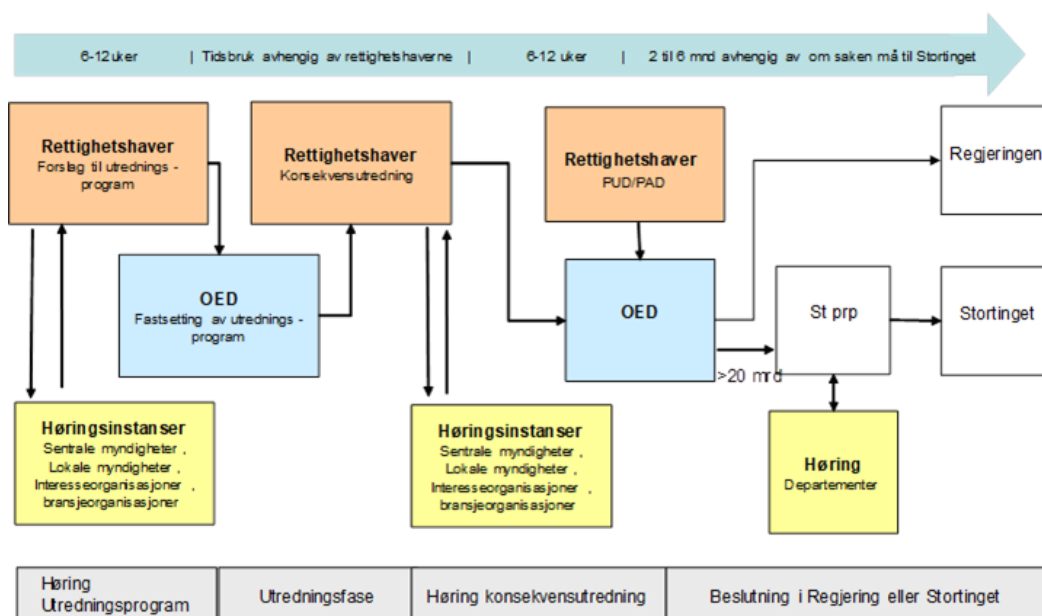 6-12uker | Tidsbruk avhengig av rettighetshaverne | 6-12 uker | 2 til 6 mnd avhengig av om saken må til Stortinget
Rettighetshaver
Forslag til utrednings -
program
Rettighetshaver
Konsekvensutredning
Rettighetshaver
PUD/PAD
Regjeringen
OED
Fastsetting av utrednings -
program
OED
St prp
Stortinget
>20 mrd
Høringsinstanser
Sentrale myndigheter ,
Lokale myndigheter ,
Interesseorganisasjoner ,
bransjeorganisasjoner
Høringsinstanser
Sentrale myndigheter ,
Lokale myndigheter ,
Interesseorganisasjoner ,
bransjeorganisasjoner
Høring
Departementer
Høring
Utredningsprogram
Utredningsfase
Høring konsekvensutredning
Beslutning i Regjering eller Stortinget